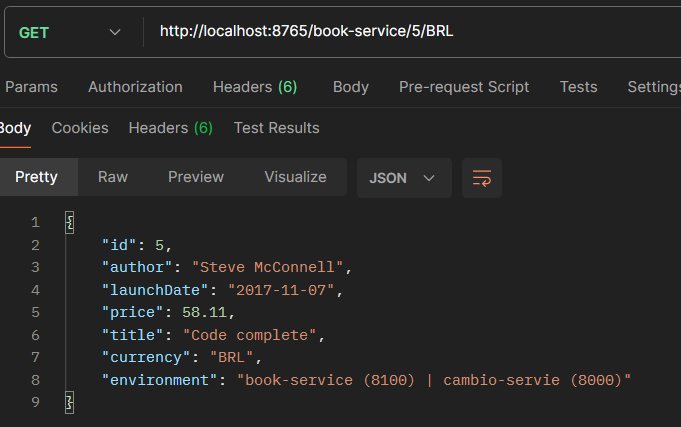 GET http://localhost:8765/book-service/5/BRL
Params Authorization Headers (6) Body Pre-request Script Tests Settings
Body Cookies Headers (6) Test Results
Pretty Raw Preview Visualize JSON
1 {
2 "id": 5,
3 "author": "Steve McConnell",
4 "launchDate": "2017-11-07",
5 "price": 58.11,
6 "title": "Code complete",
7 "currency": "BRL",
8 "environment": "book-service (8100) | cambio-servie (8000)"
9 }